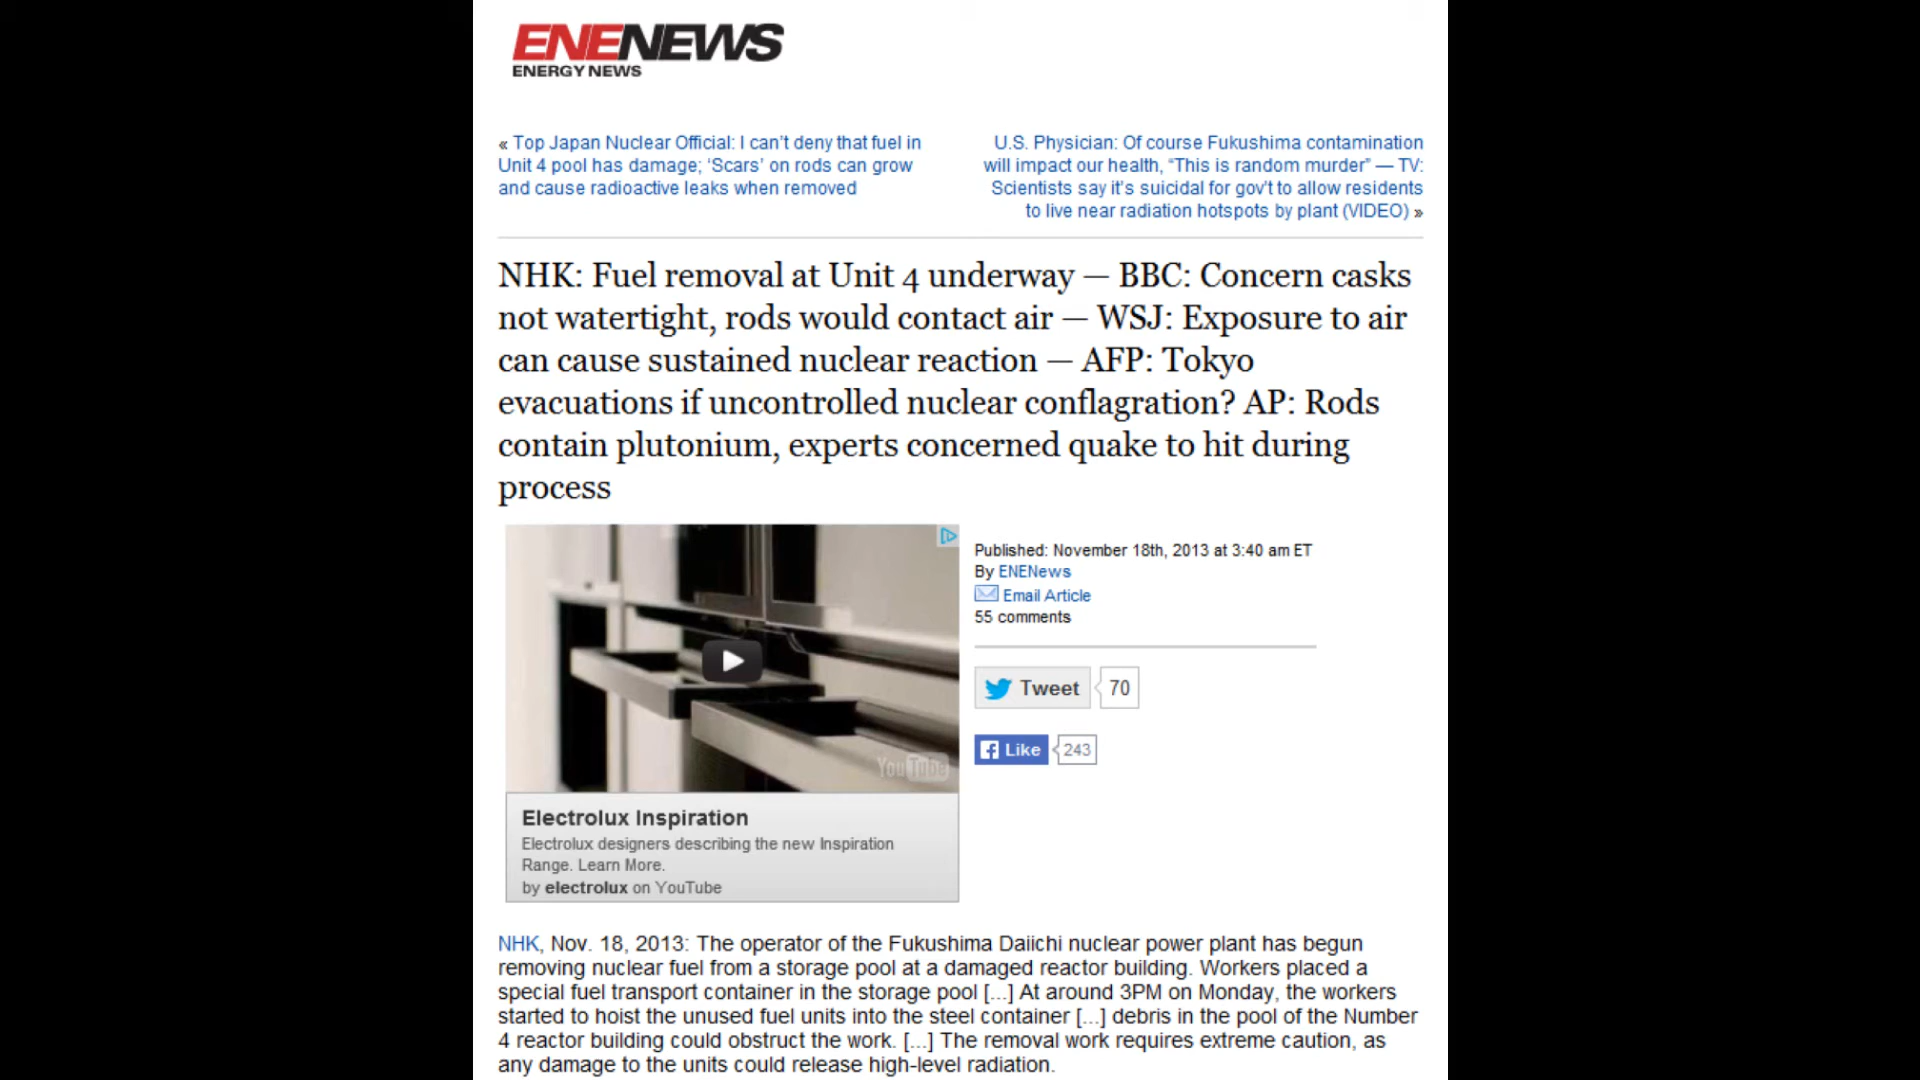 ENENEWS
ENERGY NEWS
« Top Japan Nuclear Official: I can't deny that fuel in
Unit 4 pool has damage; 'Scars' on rods can grow
and cause radioactive leaks when removed
U.S. Physician: Of course Fukushima contamination
will impact our health, “This is random murder” — TV:
Scientists say it's suicidal for gov't to allow residents
to live near radiation hotspots by plant (VIDEO) »
NHK: Fuel removal at Unit 4 underway — BBC: Concern casks
not watertight, rods would contact air — WSJ: Exposure to air
can cause sustained nuclear reaction — AFP: Tokyo
evacuations if uncontrolled nuclear conflagration? AP: Rods
contain plutonium, experts concerned quake to hit during
process
Published: November 18th, 2013 at 3:40 am ET
By ENENews
Email Article
55 comments
Tweet 70
Like 243
YouTube
Electrolux Inspiration
Electrolux designers describing the new Inspiration
Range. Learn More.
by electrolux on YouTube
NHK, Nov. 18, 2013: The operator of the Fukushima Daiichi nuclear power plant has begun
removing nuclear fuel from a storage pool at a damaged reactor building. Workers placed a
special fuel transport container in the storage pool [...] At around 3PM on Monday, the workers
started to hoist the unused fuel units into the steel container [...] debris in the pool of the Number
4 reactor building could obstruct the work. [...] The removal work requires extreme caution, as
any damage to the units could release high-level radiation.